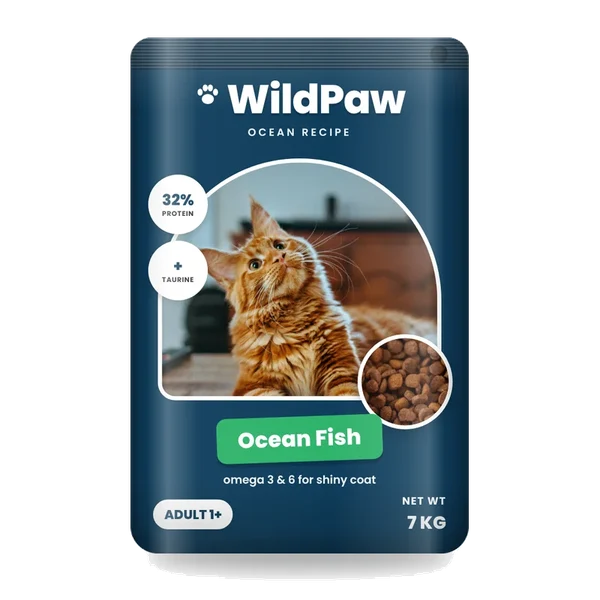 WildPaw
OCEAN RECIPE
32%
PROTEIN
+
TAURINE
Ocean Fish
omega 3 & 6 for shiny coat
ADULT 1+
NET WT
7 KG